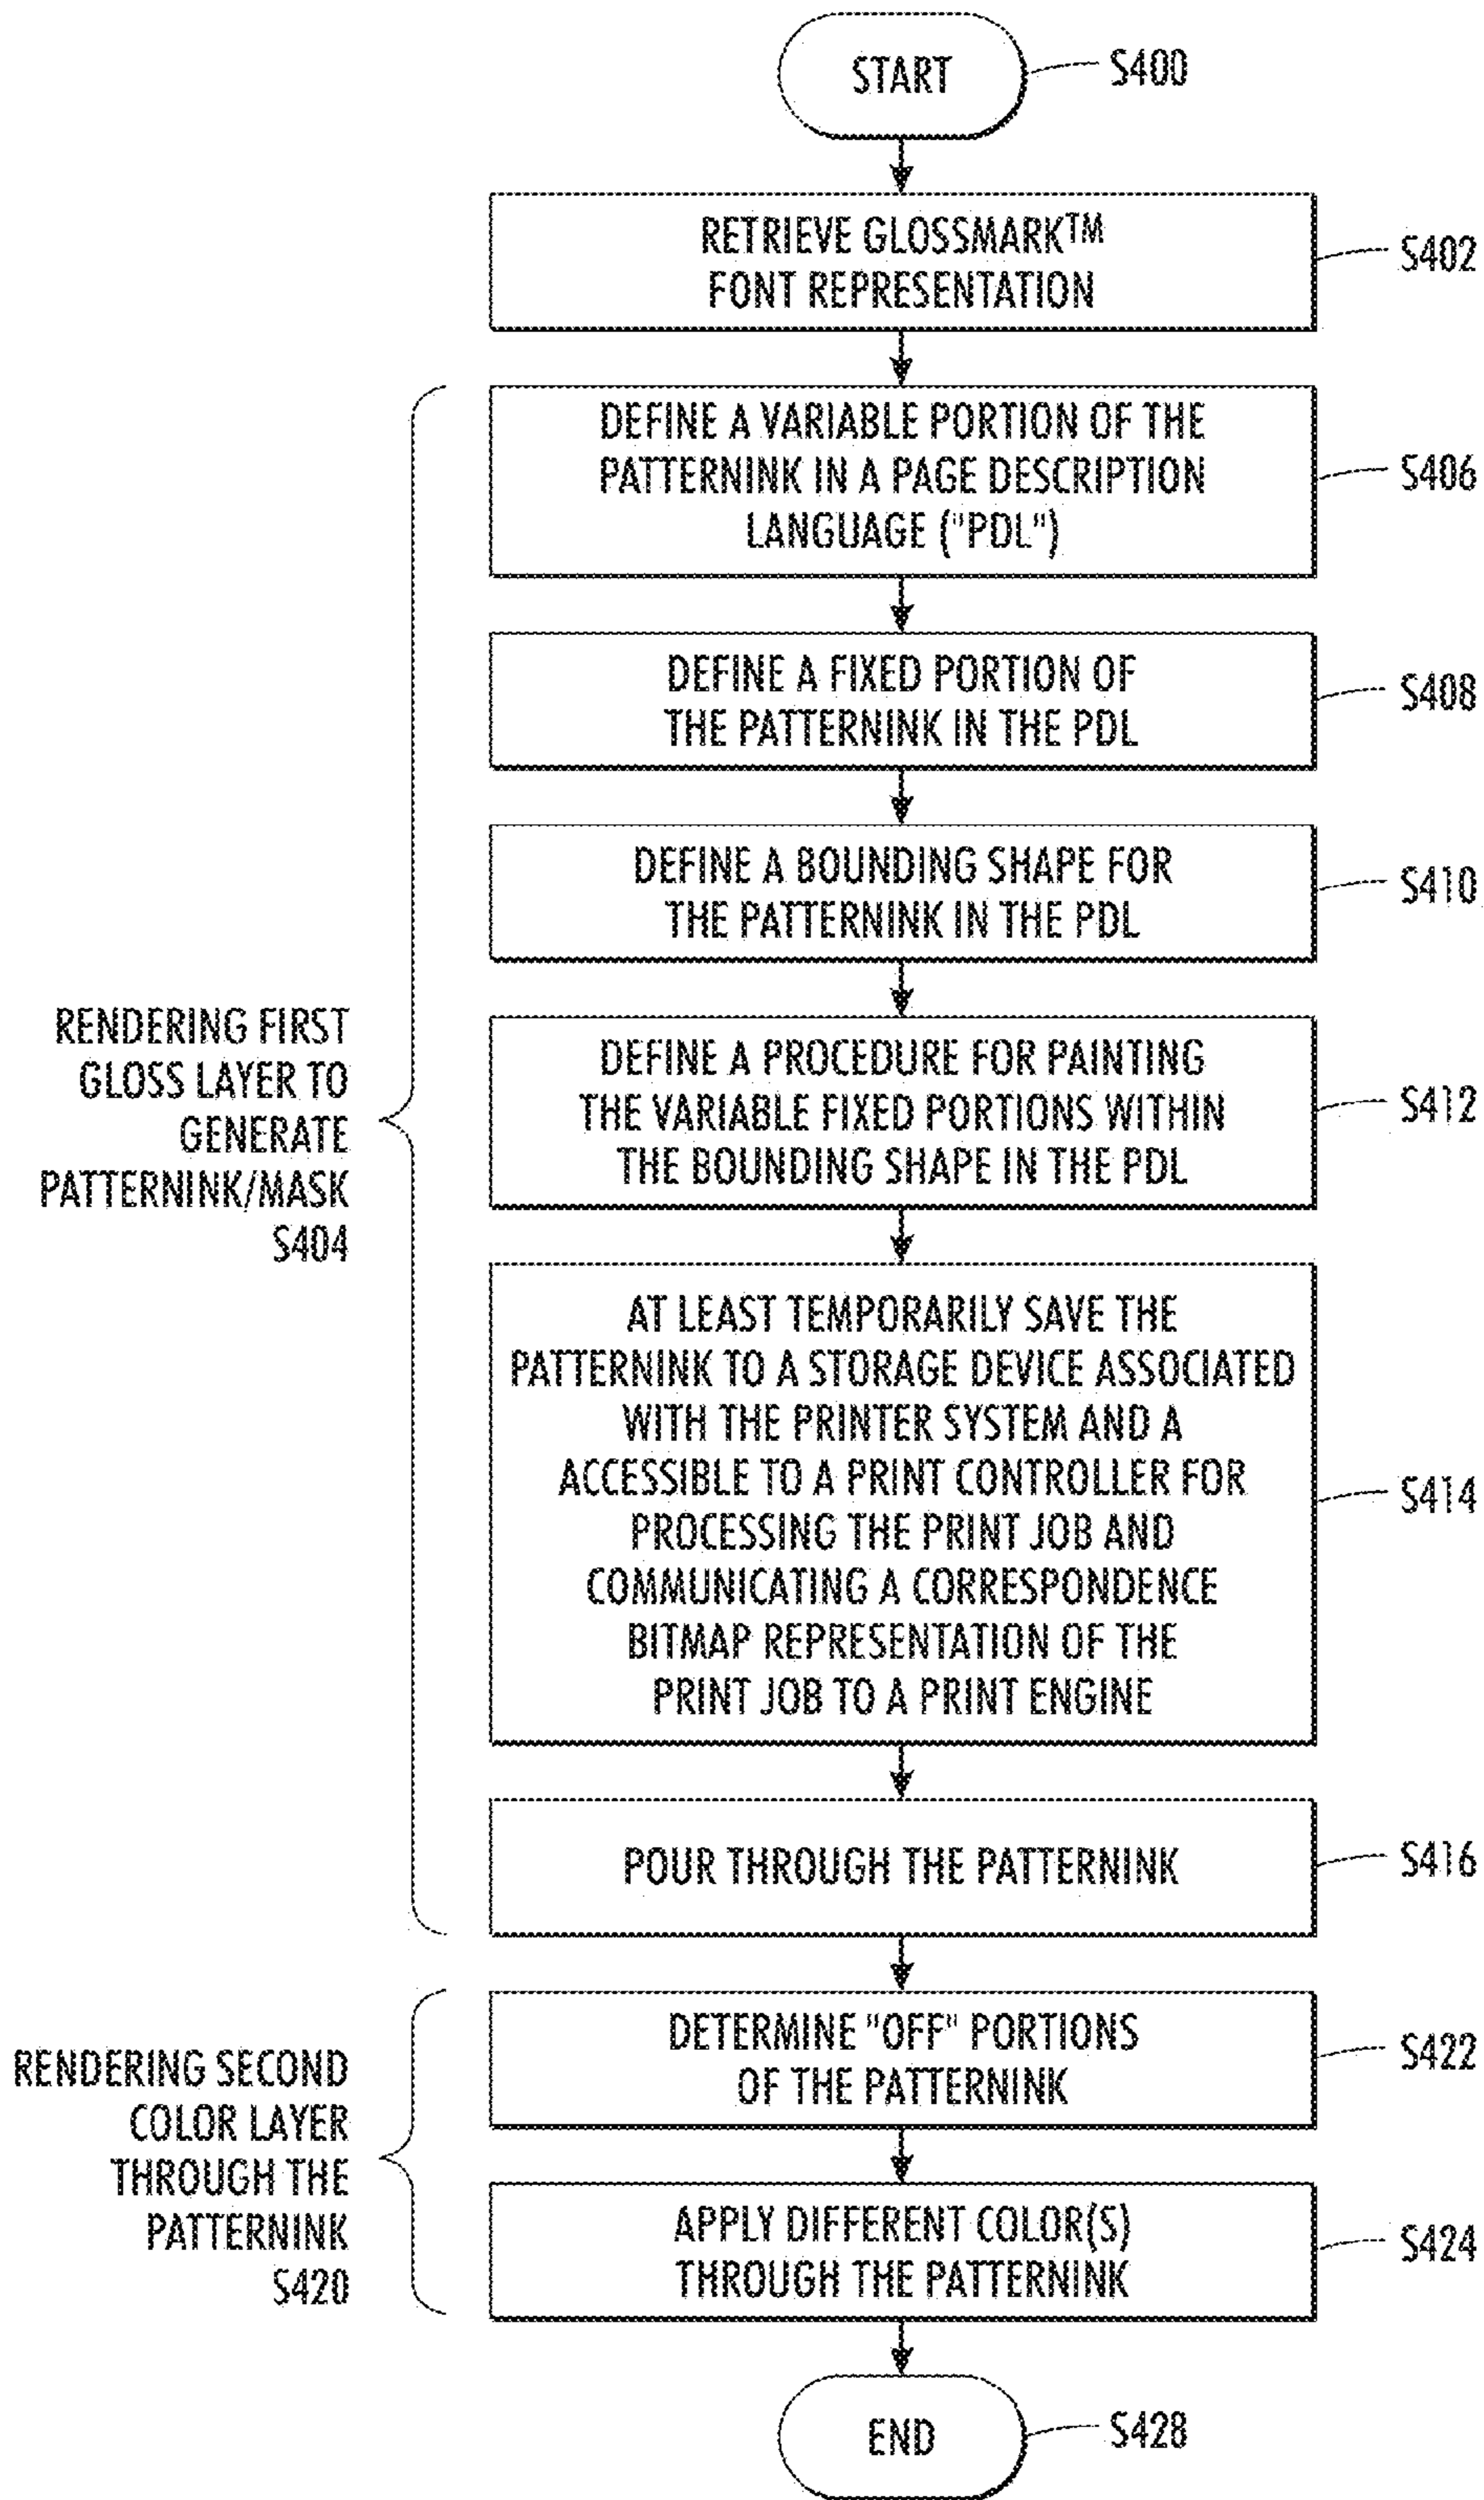 START
S400
RETRIEVE GLOSSMARK™
FONT REPRESENTATION
S402
DEFINE A VARIABLE PORTION OF THE
PATTERNINK IN A PAGE DESCRIPTION
LANGUAGE ("PDL")
S406
DEFINE A FIXED PORTION OF
THE PATTERNINK IN THE PDL
S408
DEFINE A BOUNDING SHAPE FOR
THE PATTERNINK IN THE PDL
S410
RENDERING FIRST
GLOSS LAYER TO
GENERATE
PATTERNINK/MASK
S404
DEFINE A PROCEDURE FOR PAINTING
THE VARIABLE FIXED PORTIONS WITHIN
THE BOUNDING SHAPE IN THE PDL
S412
AT LEAST TEMPORARILY SAVE THE
PATTERNINK TO A STORAGE DEVICE ASSOCIATED
WITH THE PRINTER SYSTEM AND A
ACCESSIBLE TO A PRINT CONTROLLER FOR
PROCESSING THE PRINT JOB AND
COMMUNICATING A CORRESPONDENCE
BITMAP REPRESENTATION OF THE
PRINT JOB TO A PRINT ENGINE
S414
POUR THROUGH THE PATTERNINK
S416
RENDERING SECOND
COLOR LAYER
THROUGH THE
PATTERNINK
S420
DETERMINE "OFF" PORTIONS
OF THE PATTERNINK
S422
APPLY DIFFERENT COLOR(S)
THROUGH THE PATTERNINK
S424
END
S428